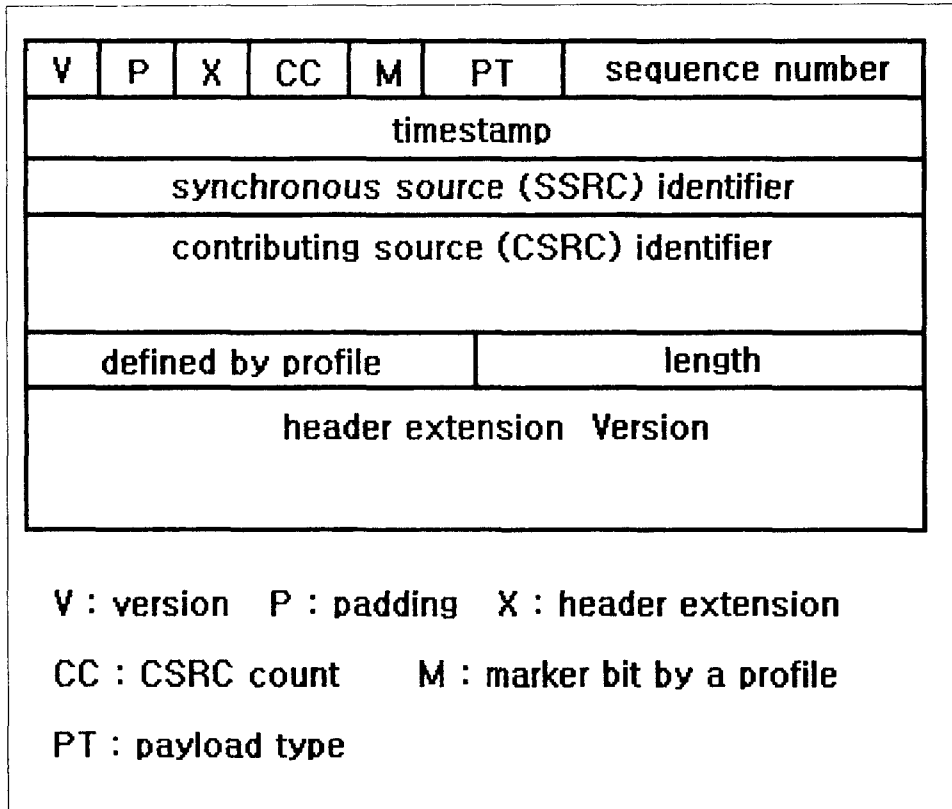 V P X CC M PT sequence number
timestamp
synchronous source (SSRC) identifier
contributing source (CSRC) identifier
defined by profile length
header extension Version
V : version P : padding X : header extension
CC : CSRC count M : marker bit by a profile
PT : payload type